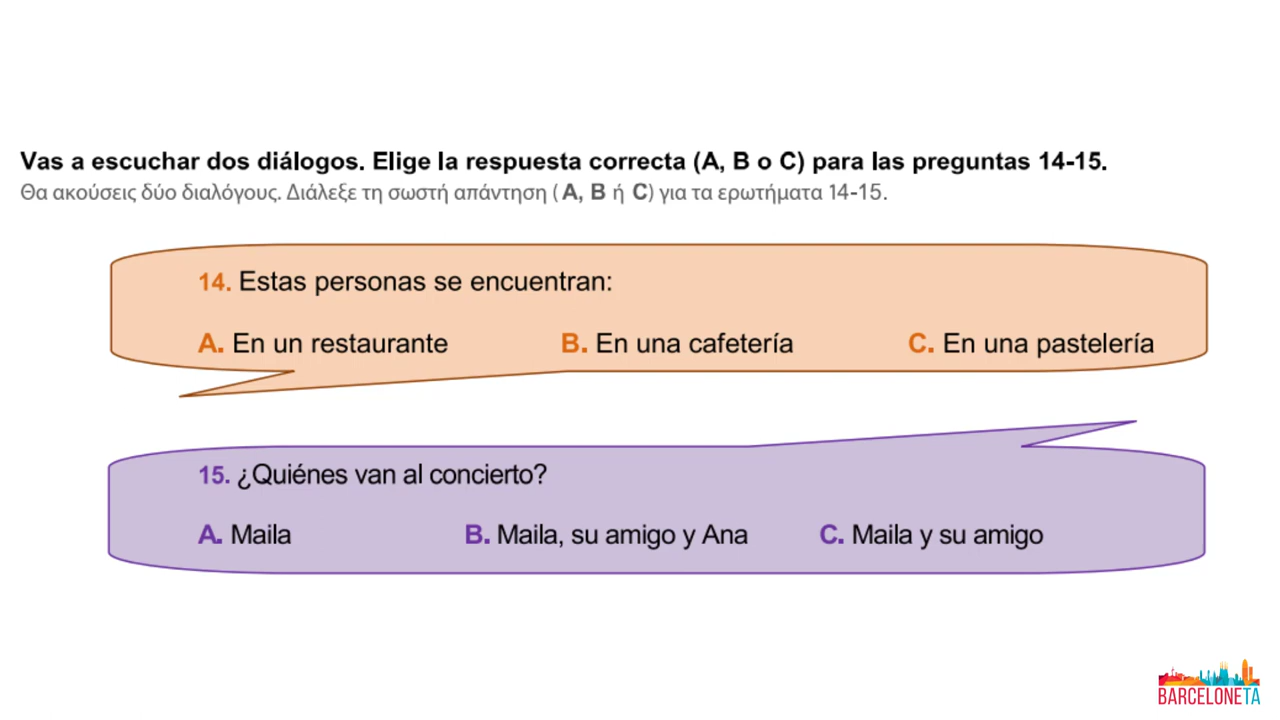 Vas a escuchar dos diálogos. Elige la respuesta correcta (A, B o C) para las preguntas 14-15.
Θα ακούσεις δύο διαλόγους. Διάλεξε τη σωστή απάντηση ( A, B ή C) για τα ερωτήματα 14-15.
14. Estas personas se encuentran:
A. En un restaurante B. En una cafetería C. En una pastelería
15. ¿Quiénes van al concierto?
A. Maila B. Maila, su amigo y Ana C. Maila y su amigo
BARCELONETA